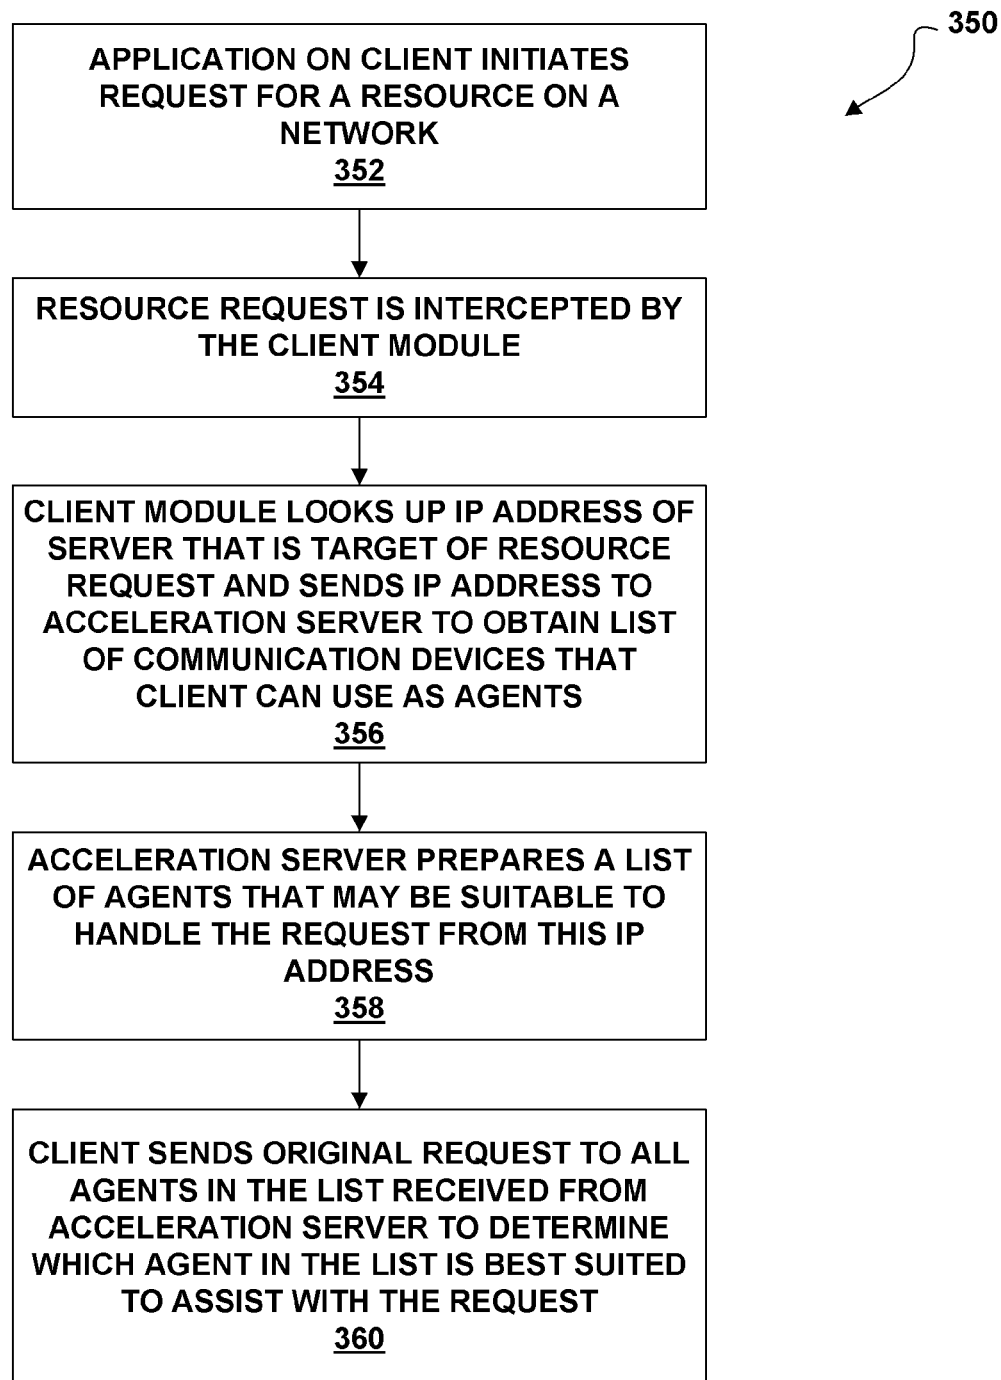 350
APPLICATION ON CLIENT INITIATES
REQUEST FOR A RESOURCE ON A
NETWORK
352
RESOURCE REQUEST IS INTERCEPTED BY
THE CLIENT MODULE
354
CLIENT MODULE LOOKS UP IP ADDRESS OF
SERVER THAT IS TARGET OF RESOURCE
REQUEST AND SENDS IP ADDRESS TO
ACCELERATION SERVER TO OBTAIN LIST
OF COMMUNICATION DEVICES THAT
CLIENT CAN USE AS AGENTS
356
ACCELERATION SERVER PREPARES A LIST
OF AGENTS THAT MAY BE SUITABLE TO
HANDLE THE REQUEST FROM THIS IP
ADDRESS
358
CLIENT SENDS ORIGINAL REQUEST TO ALL
AGENTS IN THE LIST RECEIVED FROM
ACCELERATION SERVER TO DETERMINE
WHICH AGENT IN THE LIST IS BEST SUITED
TO ASSIST WITH THE REQUEST
360